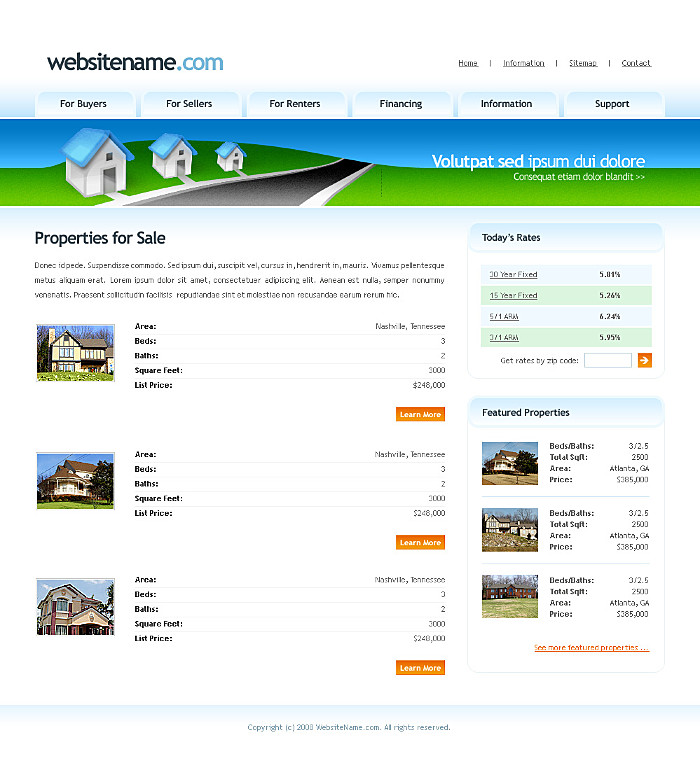 websitename.com
Home | Information | Sitemap | Contact
For Buyers For Sellers For Renters Financing Information Support
Volutpat sed ipsum dui dolore
Consequat etiam dolor blandit >>
Properties for Sale
Donec id pede. Suspendisse commodo. Sed ipsum dui, suscipit vel, cursus in, hendrerit in, mauris. Vivamus pellentesque
metus aliquam erat. Lorem ipsum dolor sit amet, consectetuer adipiscing elit. Aenean est nulla, semper nonummy
venenatis. Praesent sollicitudin facilisis repudiandae sint et molestiae non recusandae earum rerum hic.
Area: Nashville, Tennessee
Beds: 3
Baths: 2
Square Feet: 3000
List Price: $248,000
Learn More
Area: Nashville, Tennessee
Beds: 3
Baths: 2
Square Feet: 3000
List Price: $248,000
Learn More
Area: Nashville, Tennessee
Beds: 3
Baths: 2
Square Feet: 3000
List Price: $248,000
Learn More
Today's Rates
30 Year Fixed 5.81%
15 Year Fixed 5.26%
5/1 ARM 6.24%
3/1 ARM 5.95%
Get rates by zip code:
Featured Properties
Beds/Baths: 3/2.5
Total Sqft: 2500
Area: Atlanta, GA
Price: $385,000
Beds/Baths: 3/2.5
Total Sqft: 2500
Area: Atlanta, GA
Price: $385,000
Beds/Baths: 3/2.5
Total Sqft: 2500
Area: Atlanta, GA
Price: $385,000
See more featured properties ...
Copyright (c) 2008 WebsiteName.com. All rights reserved.